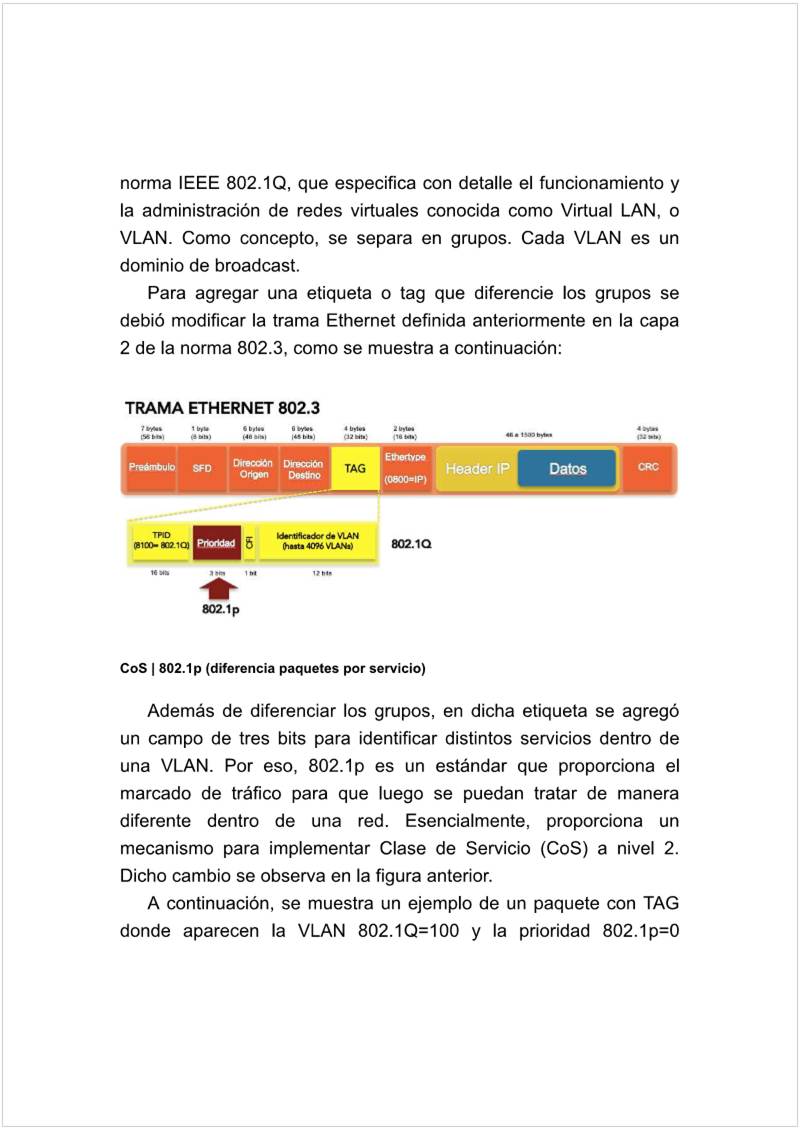 norma IEEE 802.1Q, que especifica con detalle el funcionamiento y
la administración de redes virtuales conocida como Virtual LAN, o
VLAN. Como concepto, se separa en grupos. Cada VLAN es un
dominio de broadcast.
Para agregar una etiqueta o tag que diferencie los grupos se
debió modificar la trama Ethernet definida anteriormente en la capa
2 de la norma 802.3, como se muestra a continuación:
TRAMA ETHERNET 802.3
7 bytes 1 byte 6 bytes 6 bytes 4 bytes 2 bytes 46 a 1500 bytes 4 bytes
(56 bits) (8 bits) (48 bits) (48 bits) (32 bits) (16 bits) (32 bits)
Preámbulo SFD Dirección Origen Dirección Destino TAG Ethertype (0800=IP) Header IP Datos CRC
TPID (8100= 802.1Q) Prioridad CFI Identificador de VLAN (hasta 4096 VLANs) 802.1Q
16 bits 3 bits 1 bit 12 bits
802.1p
CoS | 802.1p (diferencia paquetes por servicio)
Además de diferenciar los grupos, en dicha etiqueta se agregó
un campo de tres bits para identificar distintos servicios dentro de
una VLAN. Por eso, 802.1p es un estándar que proporciona el
marcado de tráfico para que luego se puedan tratar de manera
diferente dentro de una red. Esencialmente, proporciona un
mecanismo para implementar Clase de Servicio (CoS) a nivel 2.
Dicho cambio se observa en la figura anterior.
A continuación, se muestra un ejemplo de un paquete con TAG
donde aparecen la VLAN 802.1Q=100 y la prioridad 802.1p=0